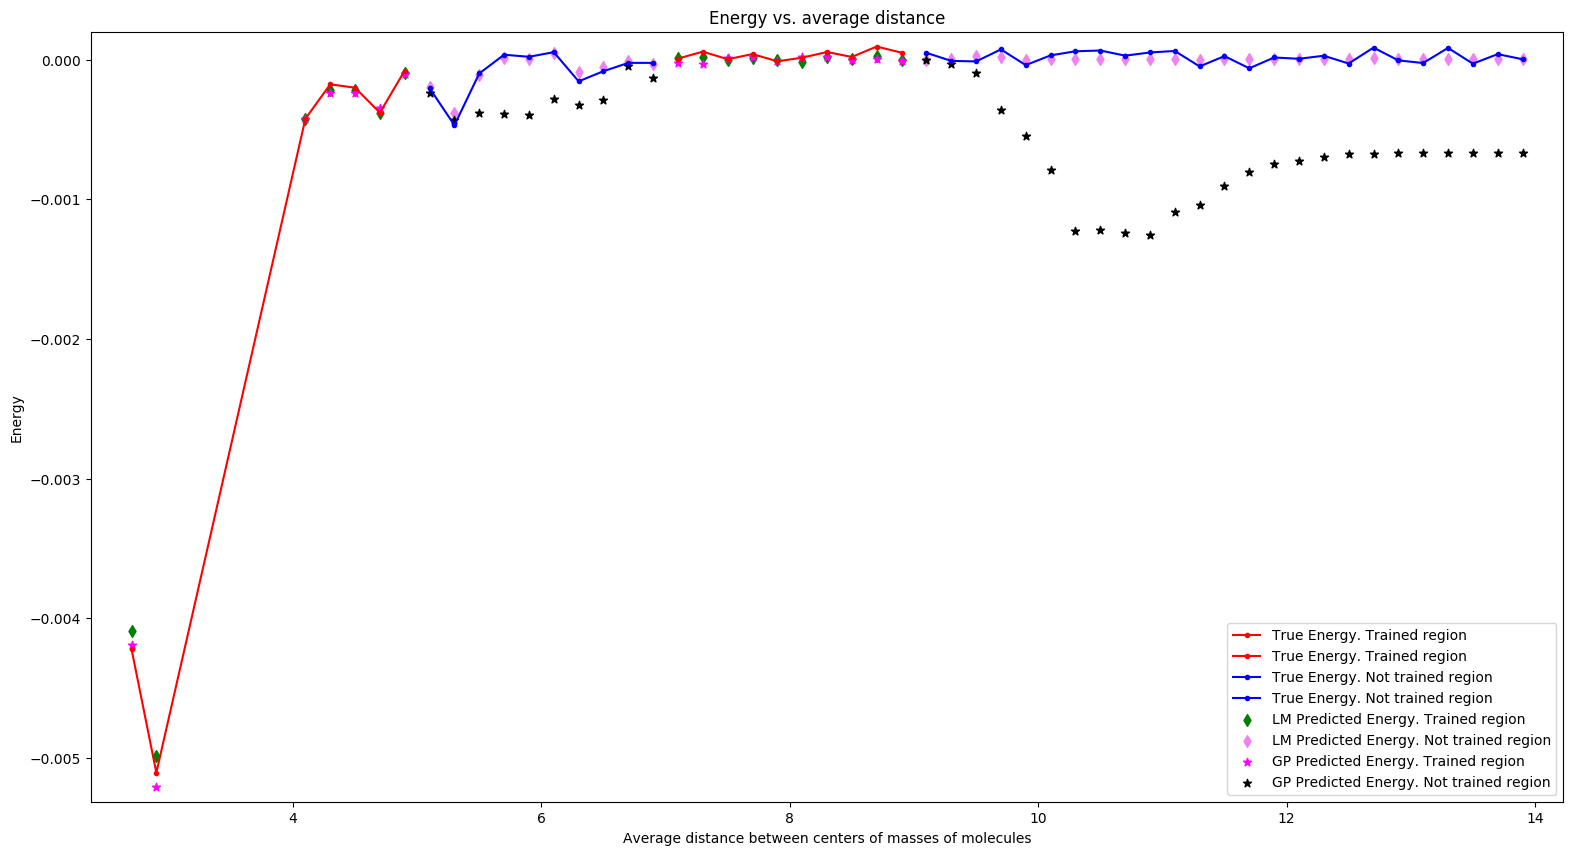 Energy vs. average distance
0.000
−0.001
−0.002
−0.003
−0.004
−0.005
Energy
4
6
8
10
12
14
Average distance between centers of masses of molecules
True Energy. Trained region
True Energy. Trained region
True Energy. Not trained region
True Energy. Not trained region
LM Predicted Energy. Trained region
LM Predicted Energy. Not trained region
GP Predicted Energy. Trained region
GP Predicted Energy. Not trained region